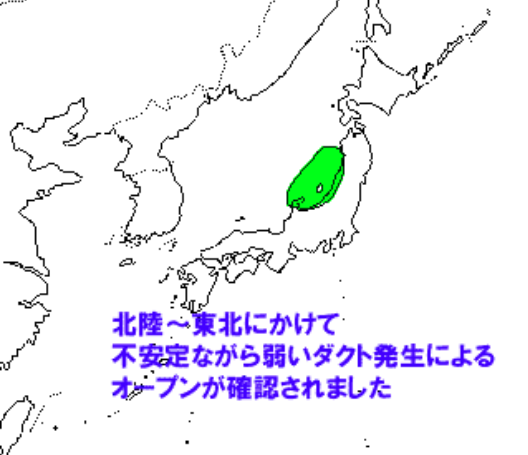 北陸～東北にかけて
不安定ながら弱いダクト発生による
オープンが確認されました